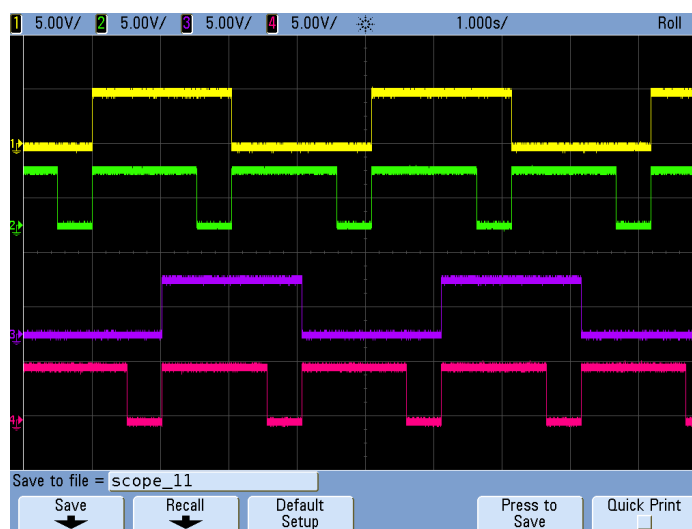 1 5.00V/ 2 5.00V/ 3 5.00V/ 4 5.00V/ 1.000s/ Roll
1
2
3
4
Save to file = scope_11
Save Recall Default Setup Press to Save Quick Print